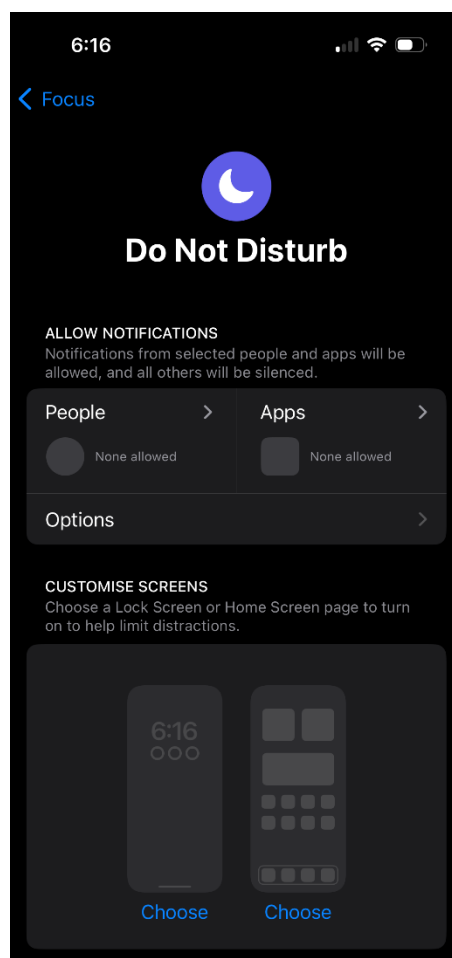 6:16
Focus
Do Not Disturb
ALLOW NOTIFICATIONS
Notifications from selected people and apps will be
allowed, and all others will be silenced.
People
Apps
None allowed
None allowed
Options
CUSTOMISE SCREENS
Choose a Lock Screen or Home Screen page to turn
on to help limit distractions.
6:16
Choose
Choose